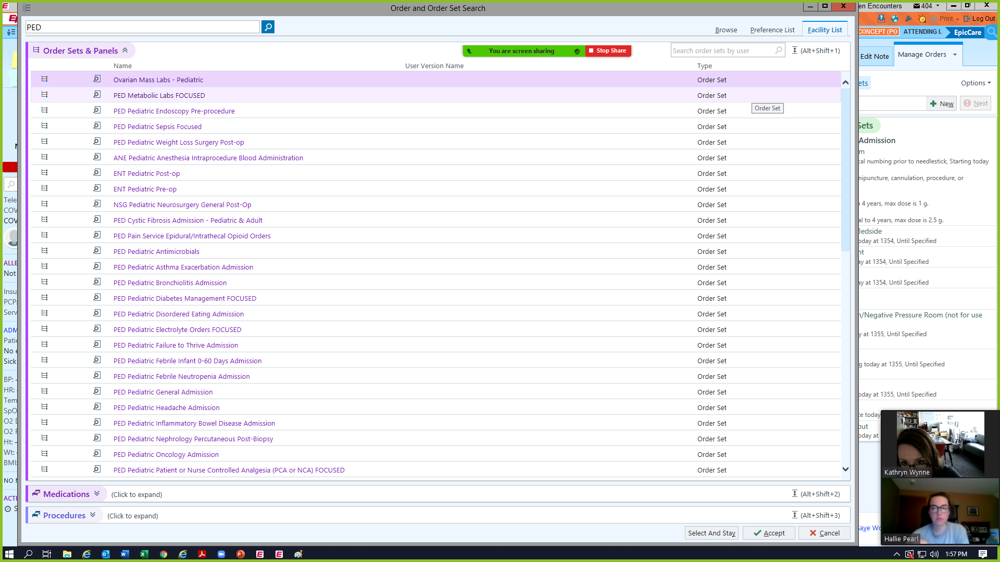 Order and Order Set Search
en Encounters 404
Print Log Out
PED
Browse Preference List Facility List
CONCEPT (PO ATTENDING I. EpicCare
Order Sets & Panels
You are screen sharing Stop Share
Search order sets by user (Alt+Shift+1)
Edit Note Manage Orders
Name User Version Name Type
Ovarian Mass Labs - Pediatric Order Set
PED Metabolic Labs FOCUSED Order Set
PED Pediatric Endoscopy Pre-procedure Order Set
Order Set
PED Pediatric Sepsis Focused Order Set
PED Pediatric Weight Loss Surgery Post-op Order Set
ANE Pediatric Anesthesia Intraprocedure Blood Administration Order Set
ENT Pediatric Post-op Order Set
ENT Pediatric Pre-op Order Set
NSG Pediatric Neurosurgery General Post-Op Order Set
PED Cystic Fibrosis Admission - Pediatric & Adult Order Set
PED Pain Service Epidural/Intrathecal Opioid Orders Order Set
PED Pediatric Antimicrobials Order Set
PED Pediatric Asthma Exacerbation Admission Order Set
PED Pediatric Bronchiolitis Admission Order Set
PED Pediatric Diabetes Management FOCUSED Order Set
PED Pediatric Disordered Eating Admission Order Set
PED Pediatric Electrolyte Orders FOCUSED Order Set
PED Pediatric Failure to Thrive Admission Order Set
PED Pediatric Febrile Infant 0-60 Days Admission Order Set
PED Pediatric Febrile Neutropenia Admission Order Set
PED Pediatric General Admission Order Set
PED Pediatric Headache Admission Order Set
PED Pediatric Inflammatory Bowel Disease Admission Order Set
PED Pediatric Nephrology Percutaneous Post-Biopsy Order Set
PED Pediatric Oncology Admission Order Set
PED Pediatric Patient or Nurse Controlled Analgesia (PCA or NCA) FOCUSED Order Set
Medications (Click to expand) (Alt+Shift+2)
Procedures (Click to expand) (Alt+Shift+3)
Select And Stay Accept Cancel
Tele
COV
COV
ALLE
Not
Insu
PCP:
Serv
ADM
Patie
No e
Sick
BP: -
HR: -
Tem
SpO
O2 D
O2 F
Ht: -
Wt: -
BMI:
NO
ACTI
S
ets Options
New Next
Sets
Admission
m
cal numbing prior to needlestick, Starting today
nipuncture, cannulation, procedure, or
4 years, max dose is 1 g.
al to 4 years, max dose is 2.5 g.
Bedside
oday at 1354, Until Specified
nt
ay at 1354, Until Specified
ay at 1354, Until Specified
n/Negative Pressure Room (not for use
y at 1355, Until Specified
g today at 1355, Until Specified
oday at 1355, Until Specified
ce today
out
oday at
Save Wo
Kathryn Wynne
Hallie Pearl
1:57 PM